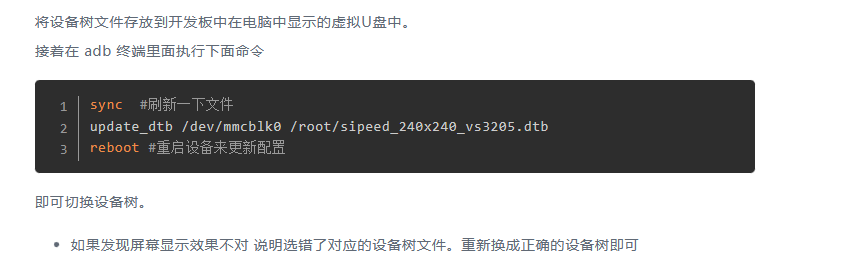 将设备树文件存放到开发板中在电脑中显示的虚拟U盘中。
接着在 adb 终端里面执行下面命令
1 sync  #刷新一下文件
2 update_dtb /dev/mmcblk0 /root/sipeed_240x240_vs3205.dtb
3 reboot #重启设备来更新配置
即可切换设备树。
• 如果发现屏幕显示效果不对 说明选错了对应的设备树文件。重新换成正确的设备树即可